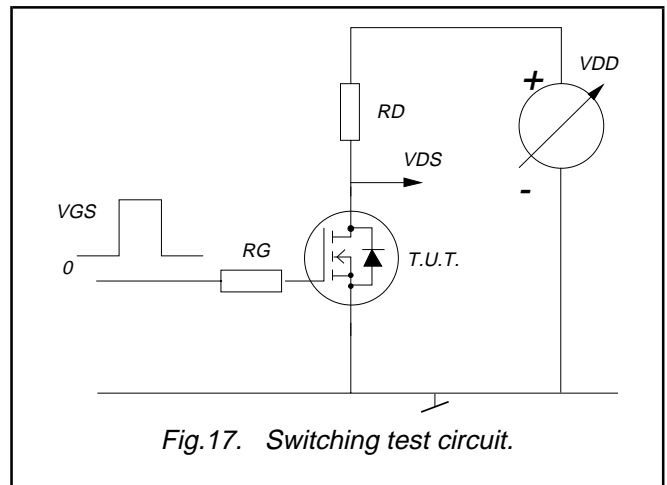 +
VDD
RD
VDS
-
VGS
RG
T.U.T.
0
Fig.17. Switching test circuit.